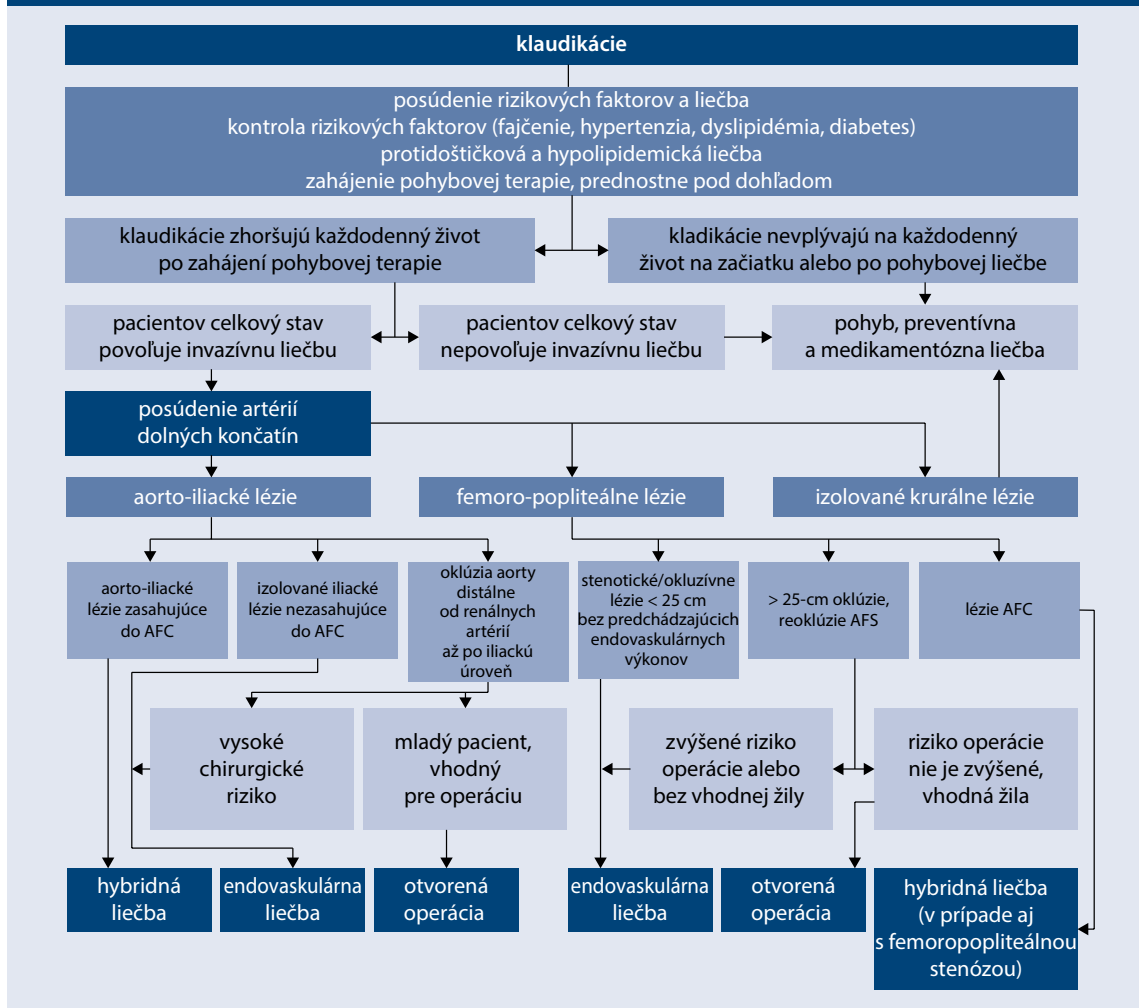 klaudikácie
posúdenie rizikových faktorov a liečba
kontrola rizikových faktorov (fajčenie, hypertenzia, dyslipidémia, diabetes)
protidoštičková a hypolipidemická liečba
zahájenie pohybovej terapie, prednostne pod dohľadom
klaudikácie zhoršujú každodenný život
po zahájení pohybovej terapie
kladikácie nevplývajú na každodenný
život na začiatku alebo po pohybovej liečbe
pacientov celkový stav
povoľuje invazívnu liečbu
pacientov celkový stav
nepovoľuje invazívnu liečbu
pohyb, preventívna
a medikamentózna liečba
posúdenie artérií
dolných končatín
aorto-iliacké lézie
femoro-popliteálne lézie
izolované krurálne lézie
aorto-iliacké
lézie zasahujúce
do AFC
izolované iliacké
lézie nezasahujúce
do AFC
oklúzia aorty
distálne
od renálnych
artérií
až po iliackú
úroveň
stenotické/okluzívne
lézie < 25 cm
bez predchádzajúcich
endovaskulárnych
výkonov
> 25-cm oklúzie,
reoklúzie AFS
lézie AFC
vysoké
chirurgické
riziko
mladý pacient,
vhodný
pre operáciu
zvýšené riziko
operácie alebo
bez vhodnej žily
riziko operácie
nie je zvýšené,
vhodná žila
hybridná
liečba
endovaskulárna
liečba
otvorená
operácia
endovaskulárna
liečba
otvorená
operácia
hybridná liečba
(v prípade aj
s femoropopliteálnou
stenózou)